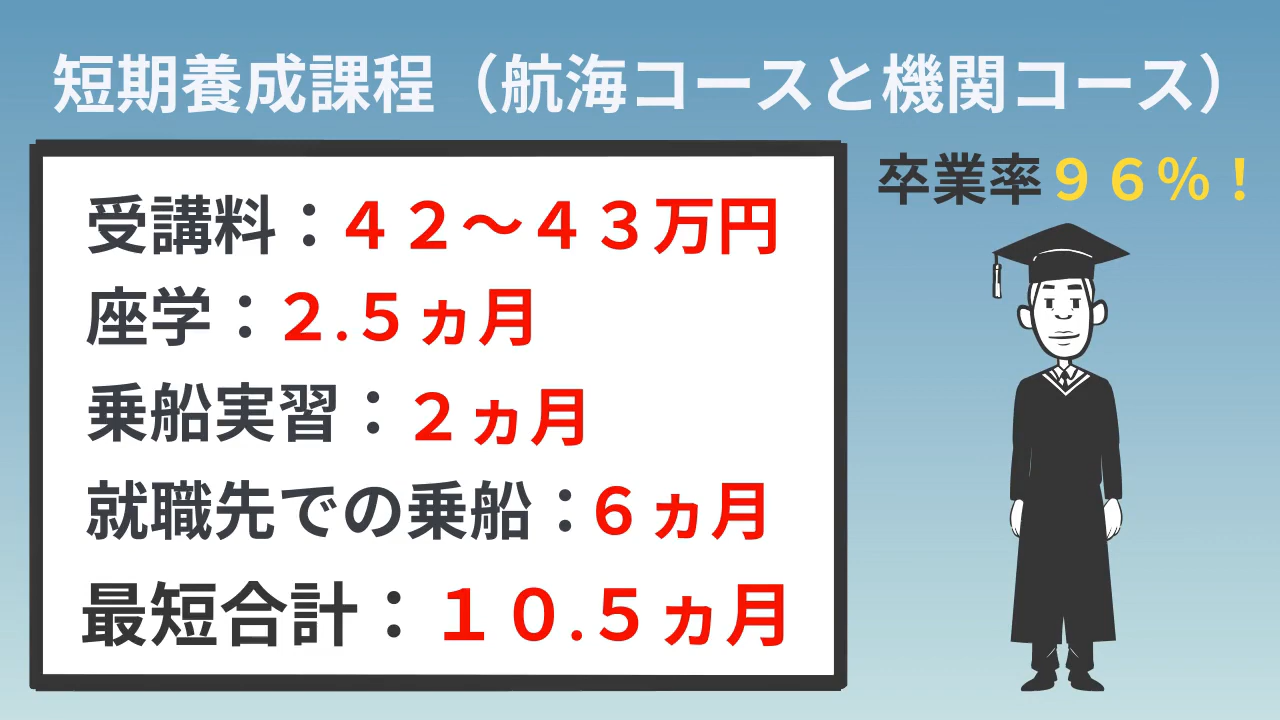 短期養成課程（航海コースと機関コース）
卒業率９６％！
受講料：４２〜４３万円
座学：２.５ヵ月
乗船実習：２ヵ月
就職先での乗船：６ヵ月
最短合計：１０.５ヵ月